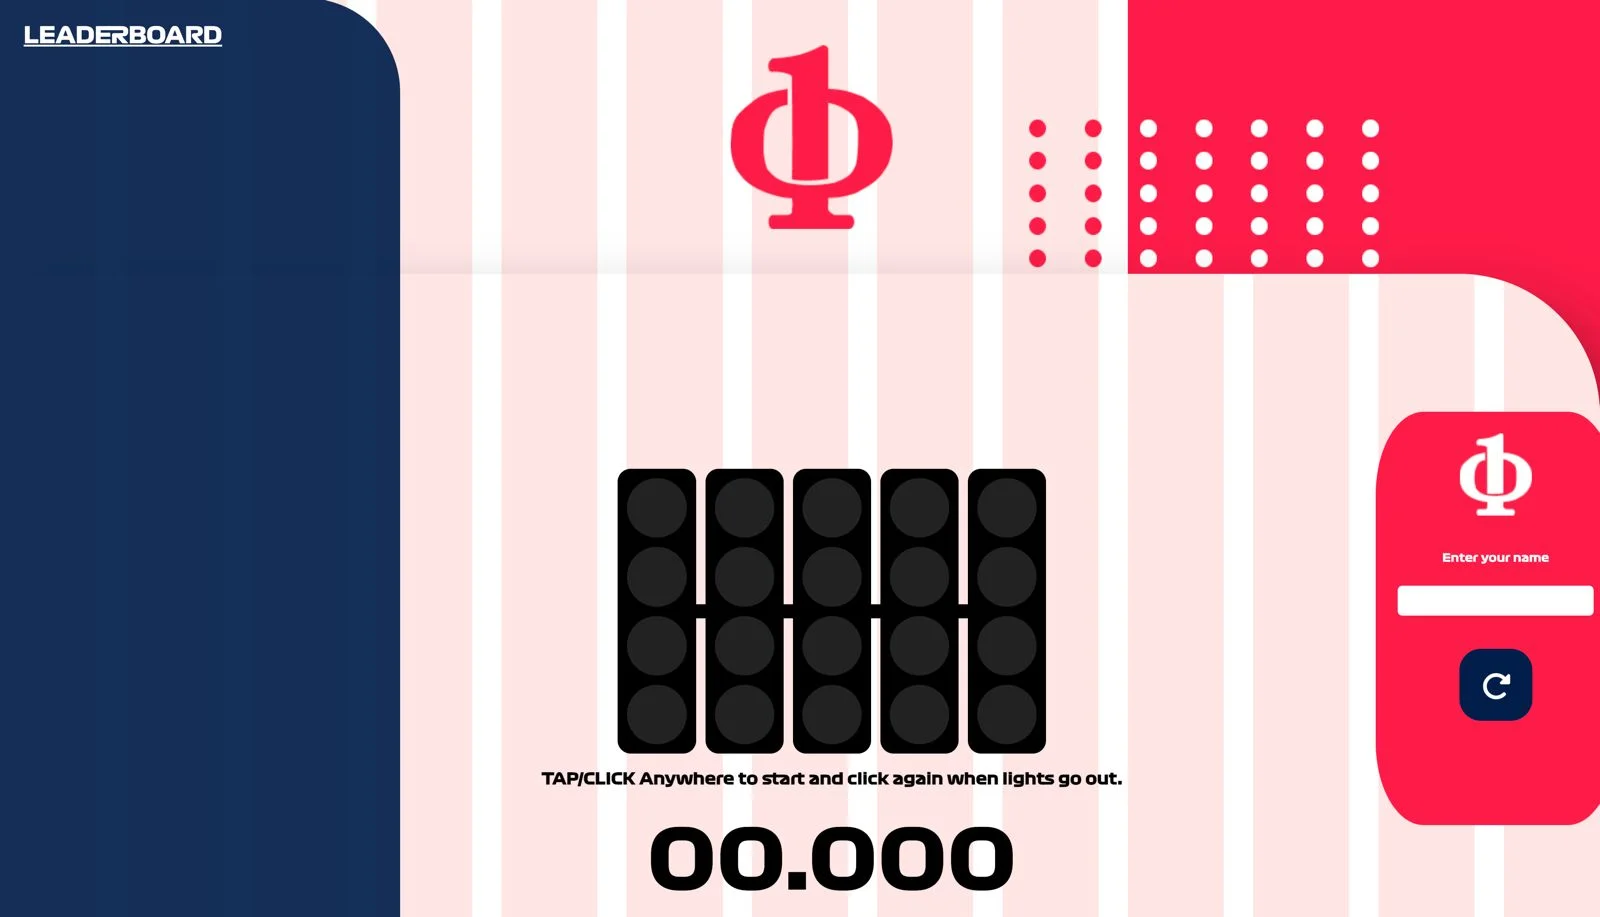 LEADERBOARD
Enter your name
TAP/CLICK Anywhere to start and click again when lights go out.
00.000